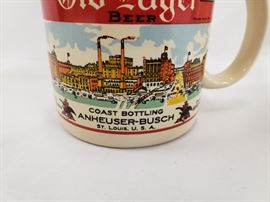 Old Lager
BEER
COAST BOTTLING
ANHEUSER-BUSCH
ST. LOUIS, U. S. A.